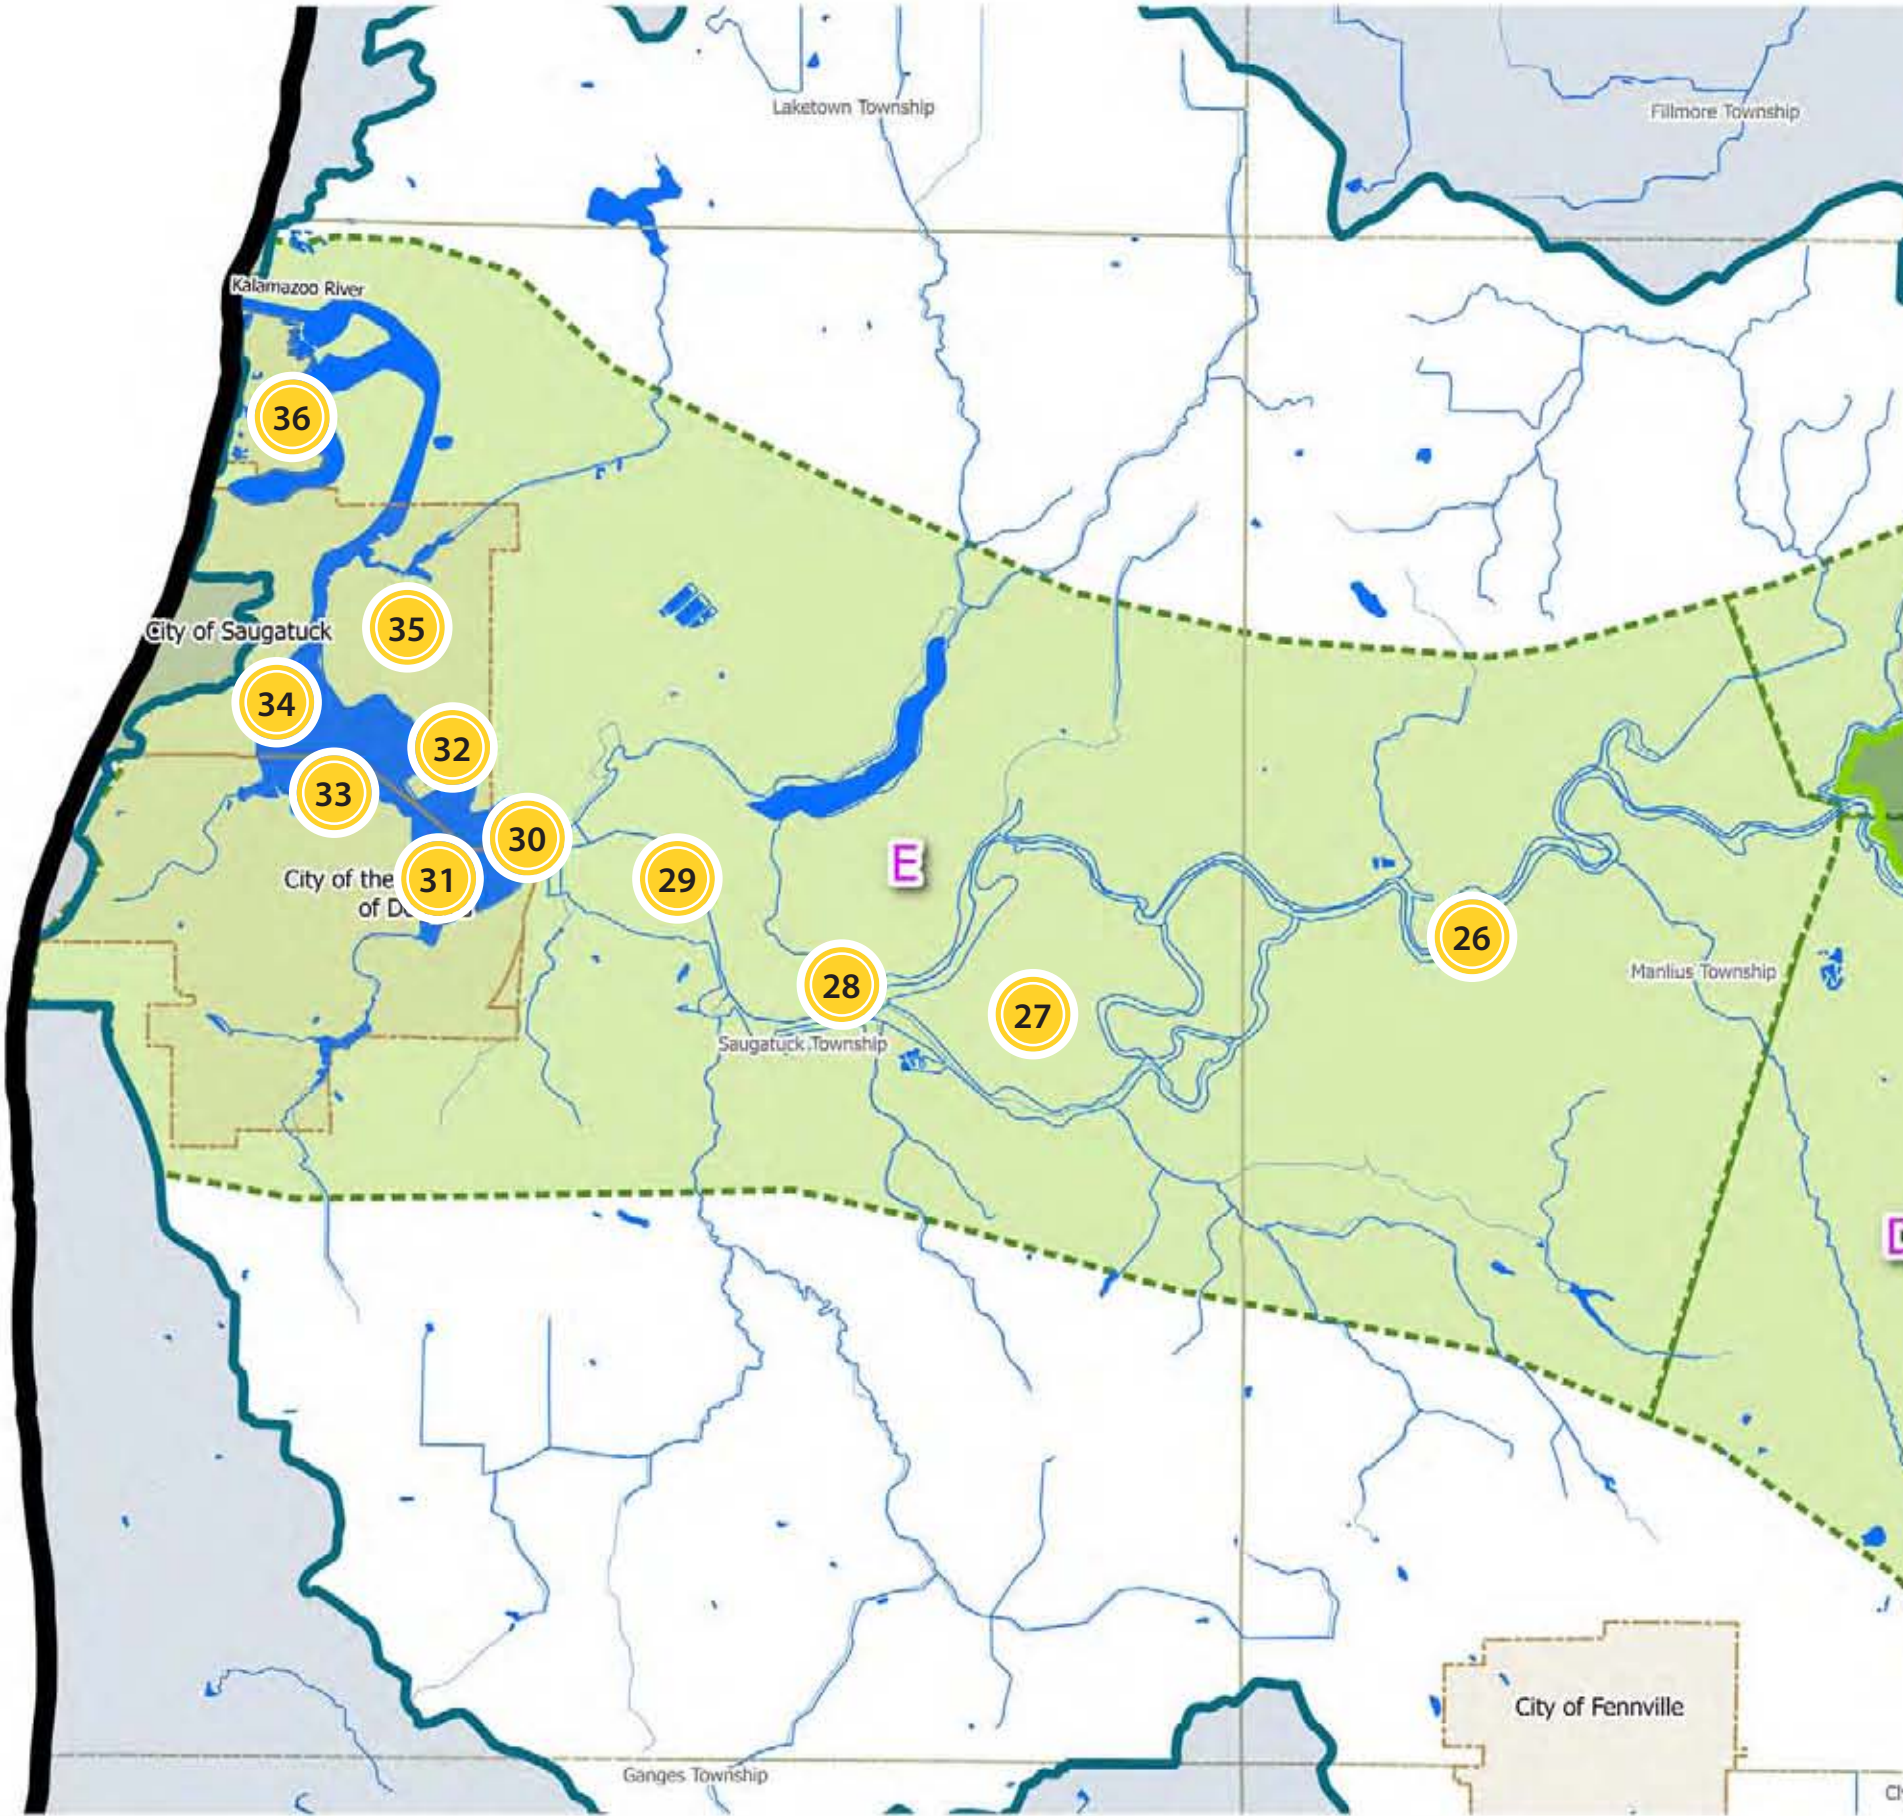 Laketown Township
Fillmore Township
Kalamazoo River
36
City of Saugatuck
35
34
32
33
30
City of the
31
29
E
of
28
26
27
Manlius Township
Saugatuck Township
City of Fennville
Ganges Township